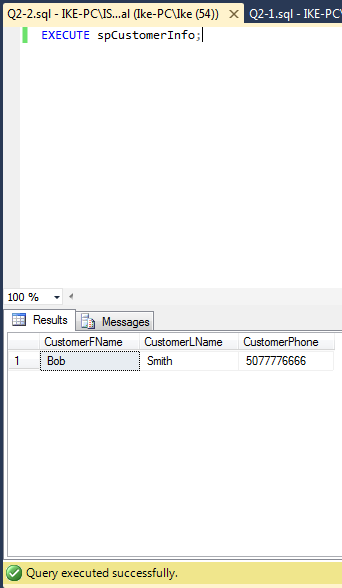 Q2-2.sql - IKE-PC\IS...al (Ike-PC\Ike (54)) Q2-1.sql - IKE-PC\
EXECUTE spCustomerInfo;
100 %
Results Messages
CustomerFName CustomerLName CustomerPhone
1 Bob Smith 5077776666
Query executed successfully.